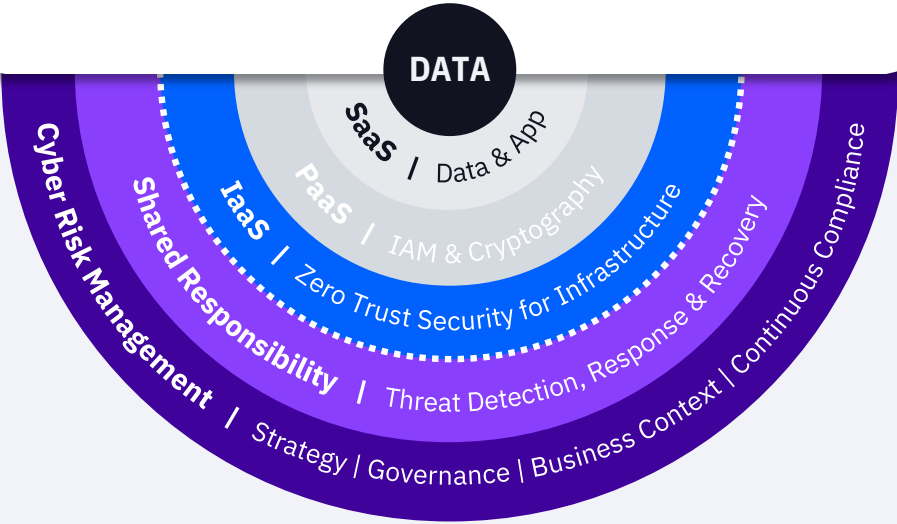 DATA
SaaS | Data & App
PaaS | IAM & Cryptography
IaaS | Zero Trust Security for Infrastructure
Shared Responsibility | Threat Detection, Response & Recovery
Cyber Risk Management | Strategy | Governance | Business Context | Continuous Compliance